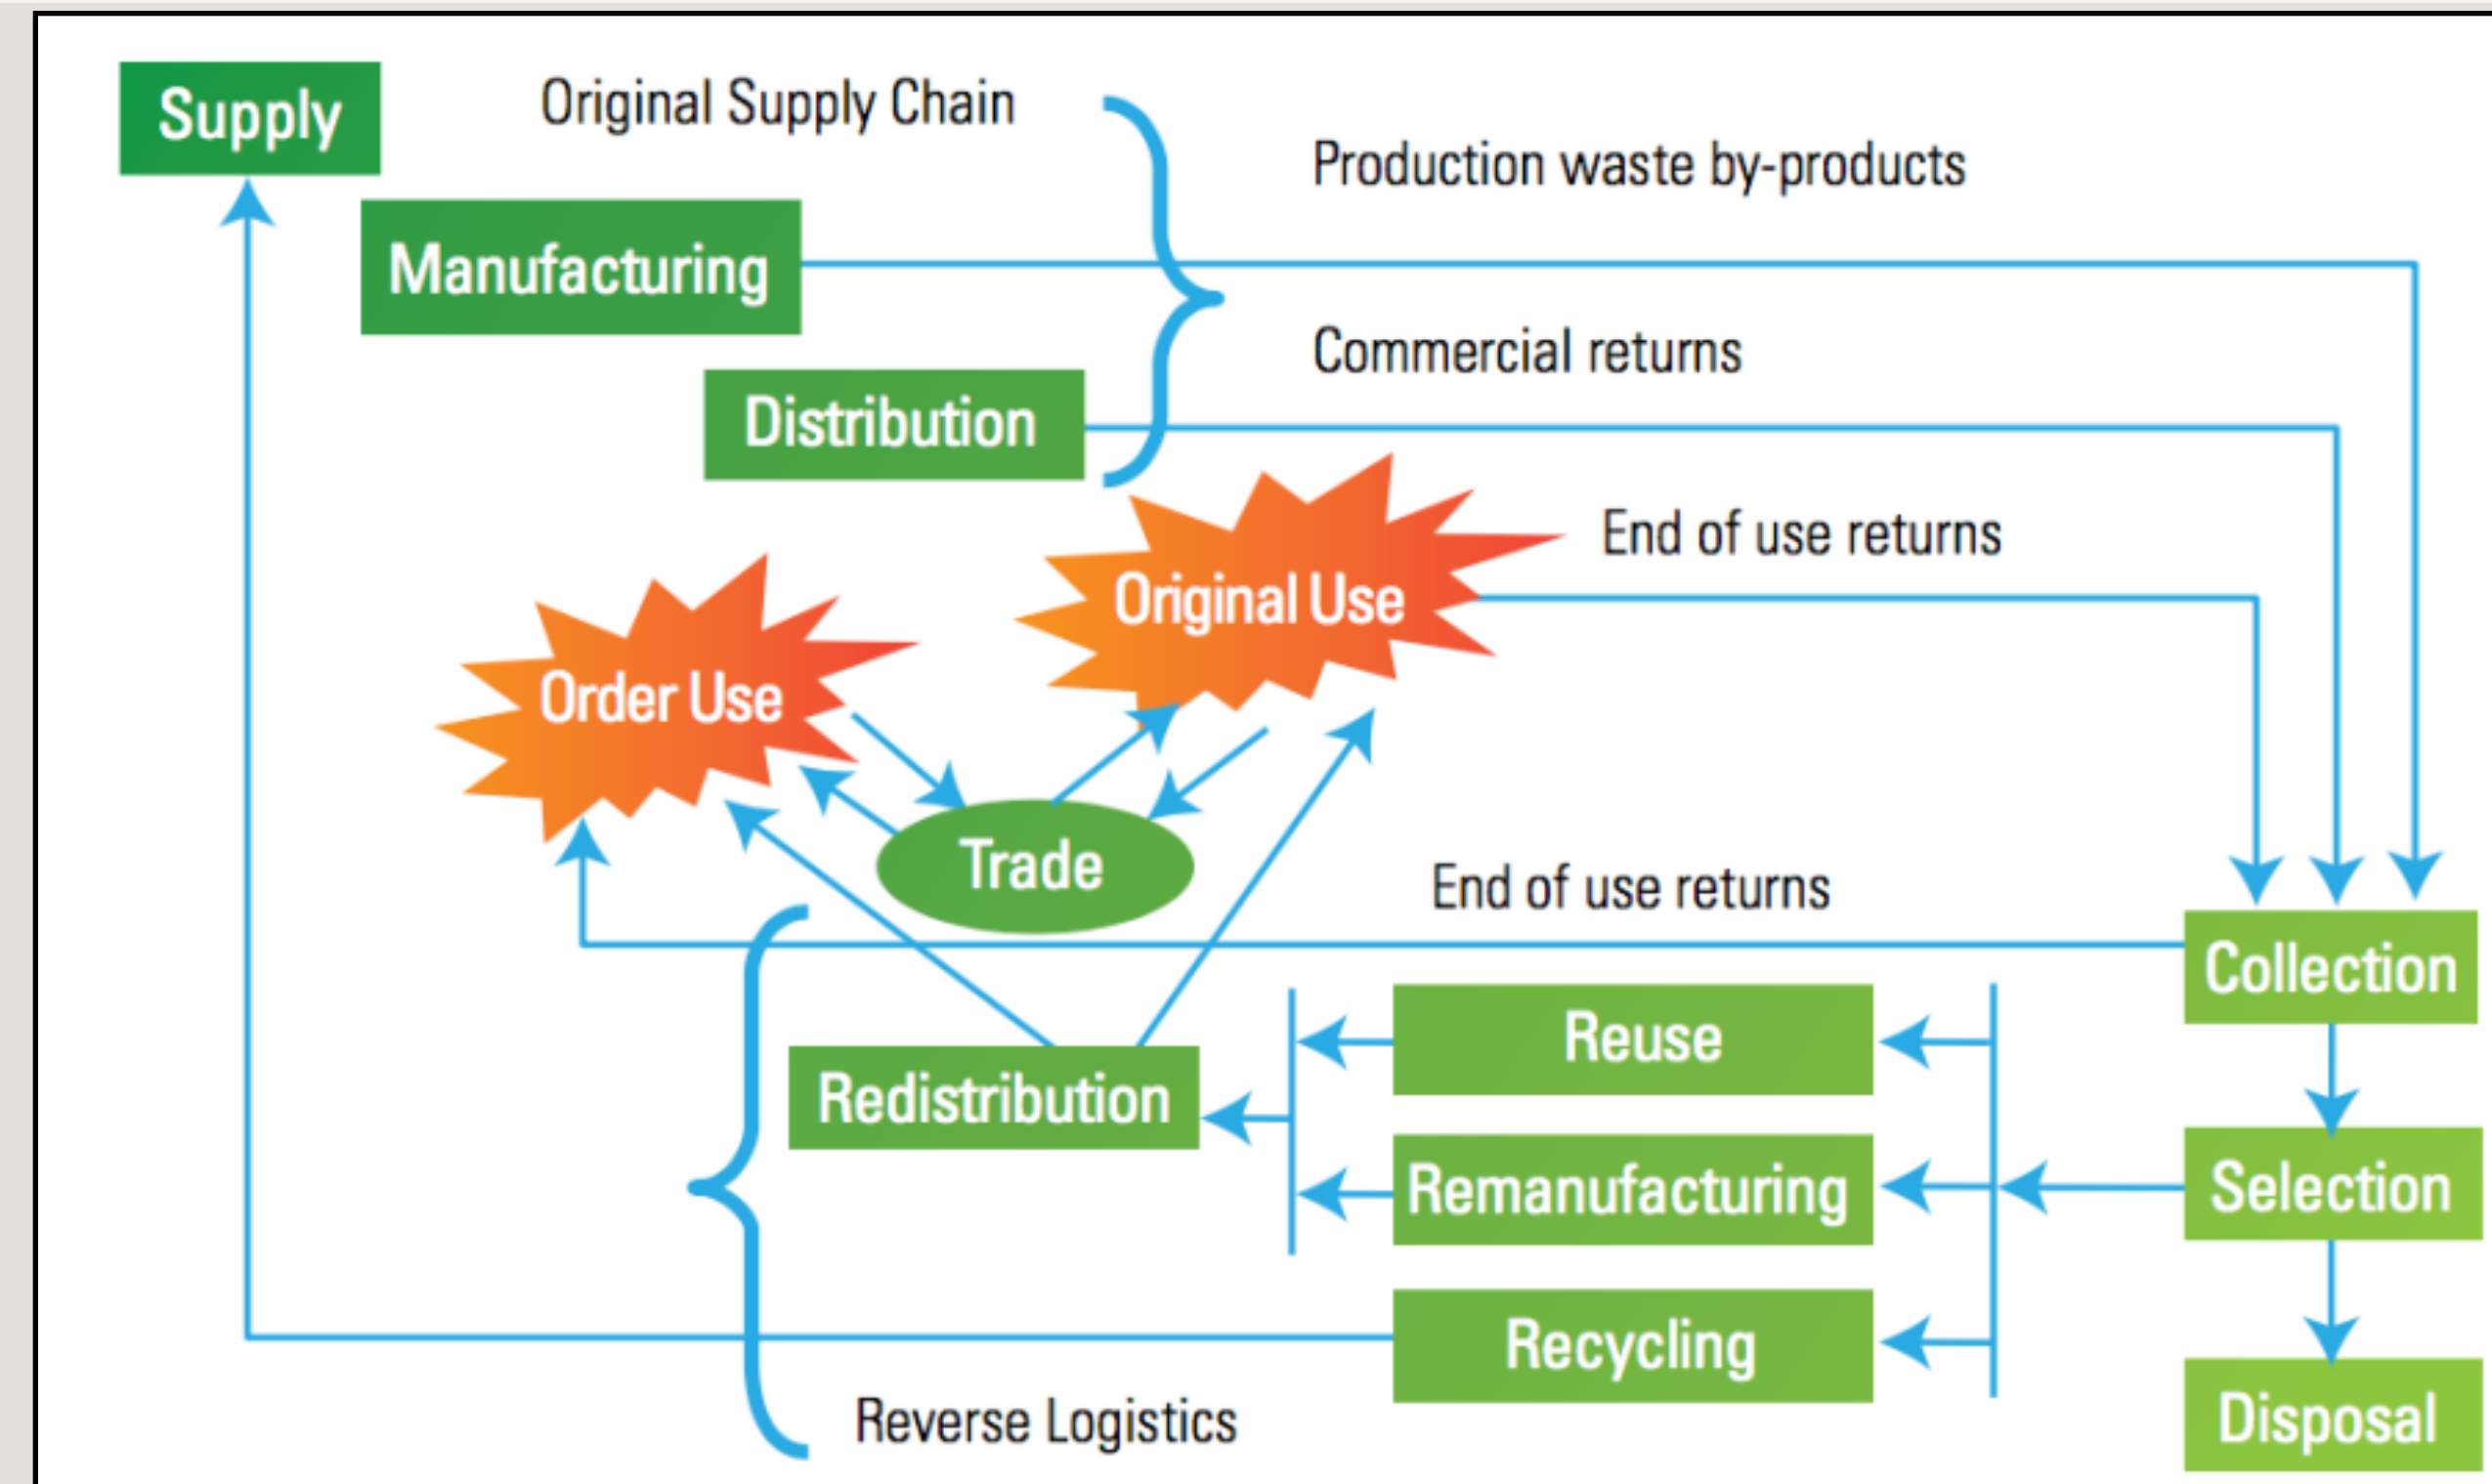 Supply
Original Supply Chain
Production waste by-products
Manufacturing
Commercial returns
Distribution
End of use returns
Original Use
Order Use
Trade
End of use returns
Collection
Reuse
Redistribution
Remanufacturing
Selection
Recycling
Reverse Logistics
Disposal